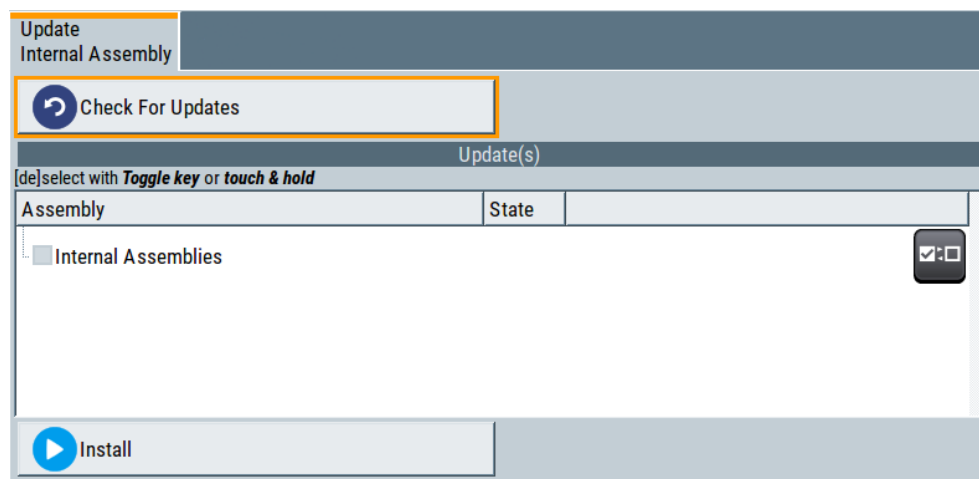 Update
Internal Assembly
Check For Updates
Update(s)
[de]select with Toggle key or touch & hold
Assembly State
Internal Assemblies
Install